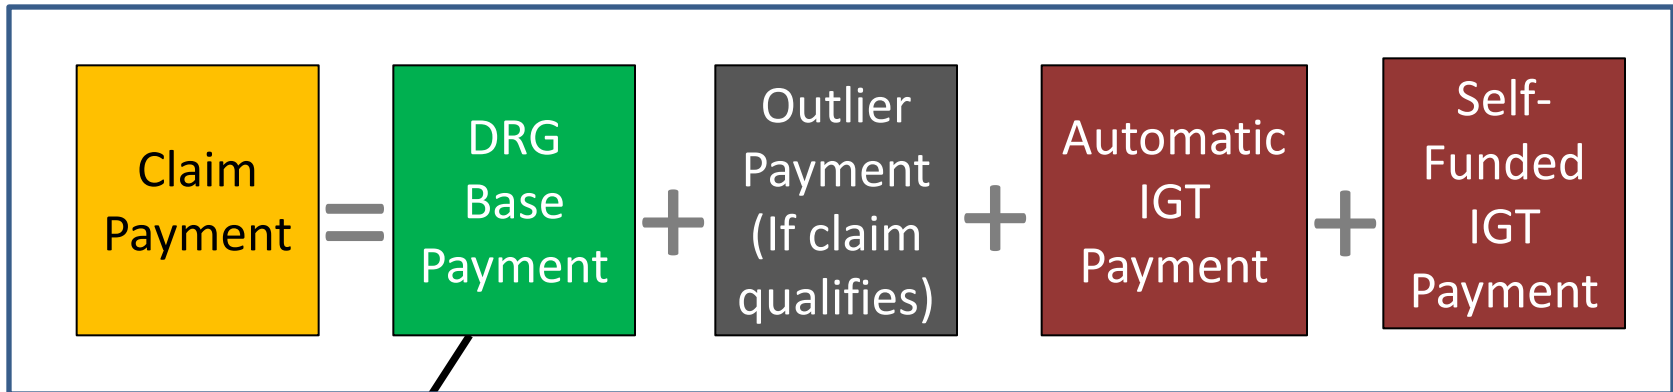 Claim
Payment
=
DRG
Base
Payment
+
Outlier
Payment
(If claim
qualifies)
+
Automatic
IGT
Payment
+
Self-
Funded
IGT
Payment